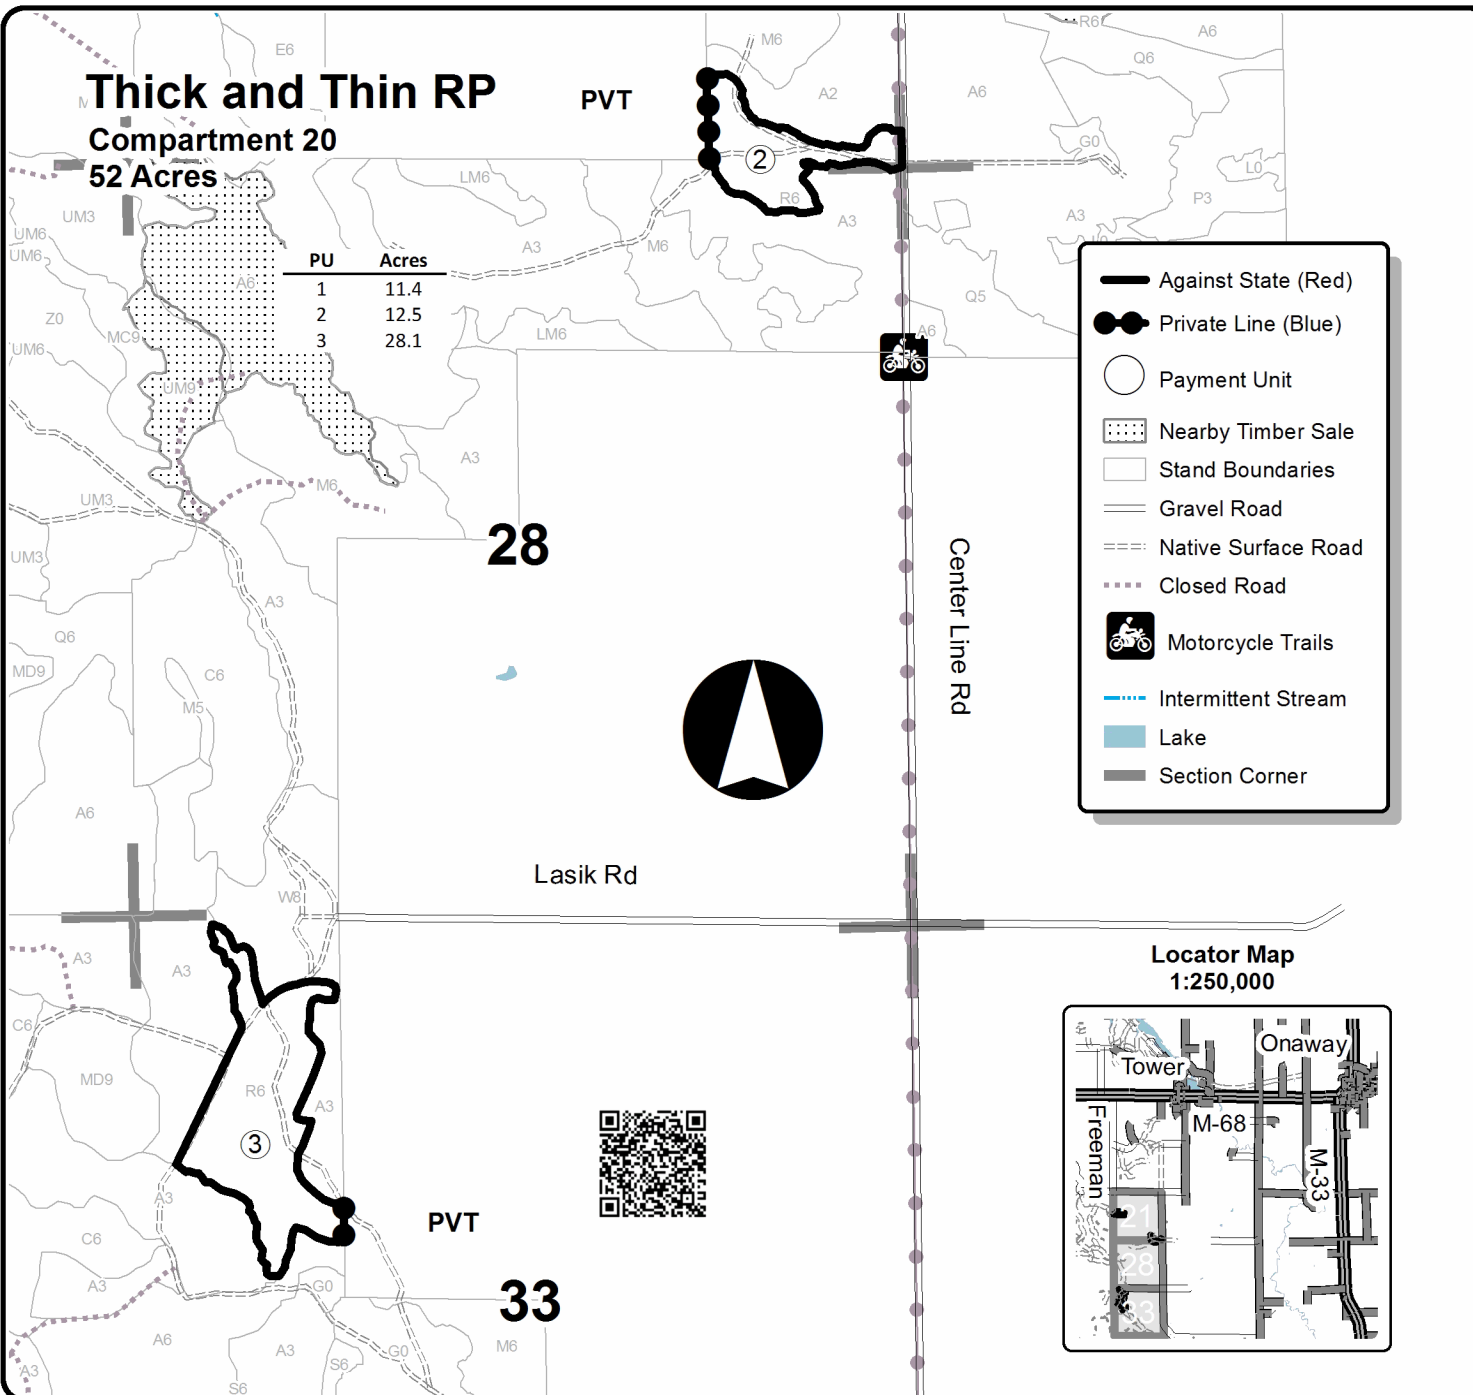 Thick and Thin RP
Compartment 20
52 Acres
PVT
PU Acres
1 11.4
2 12.5
3 28.1
E6
M6
A2
A6
R6
A6
Q6
G0
L0
P3
A3
LM6
UM3
UM6
UM6
A6
Z0
MC9
UM6
UM9
A3
M6
2
R6
A3
Q5
A6
LM6
A3
M6
UM3
UM3
28
A3
Q6
MD9
C6
M5
A6
Center Line Rd
Lasik Rd
W8
A3
A3
C6
MD9
R6
A3
3
A3
C6
A3
G0
PVT
33
A6
A3
S6
G0
M6
A3
S6
Against State (Red)
Private Line (Blue)
Payment Unit
Nearby Timber Sale
Stand Boundaries
Gravel Road
Native Surface Road
Closed Road
Motorcycle Trails
Intermittent Stream
Lake
Section Corner
Locator Map
1:250,000
Onaway
Tower
M-68
Freeman
M-33
21
28
33